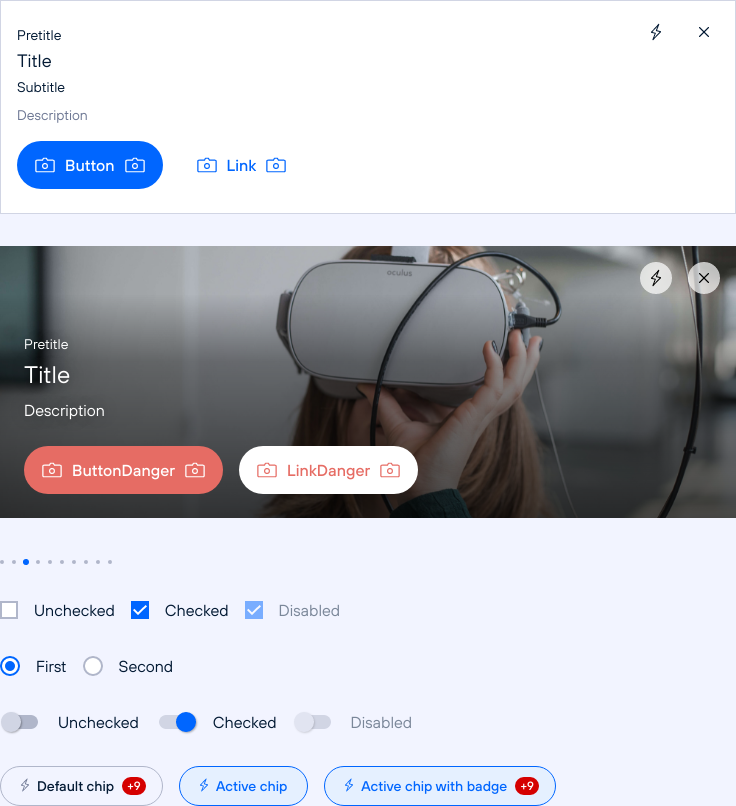 Pretitle
Title
Subtitle
Description
Button Link
oculus
Pretitle
Title
Description
ButtonDanger LinkDanger
Unchecked Checked Disabled
First Second
Unchecked Checked Disabled
Default chip +9 Active chip Active chip with badge +9